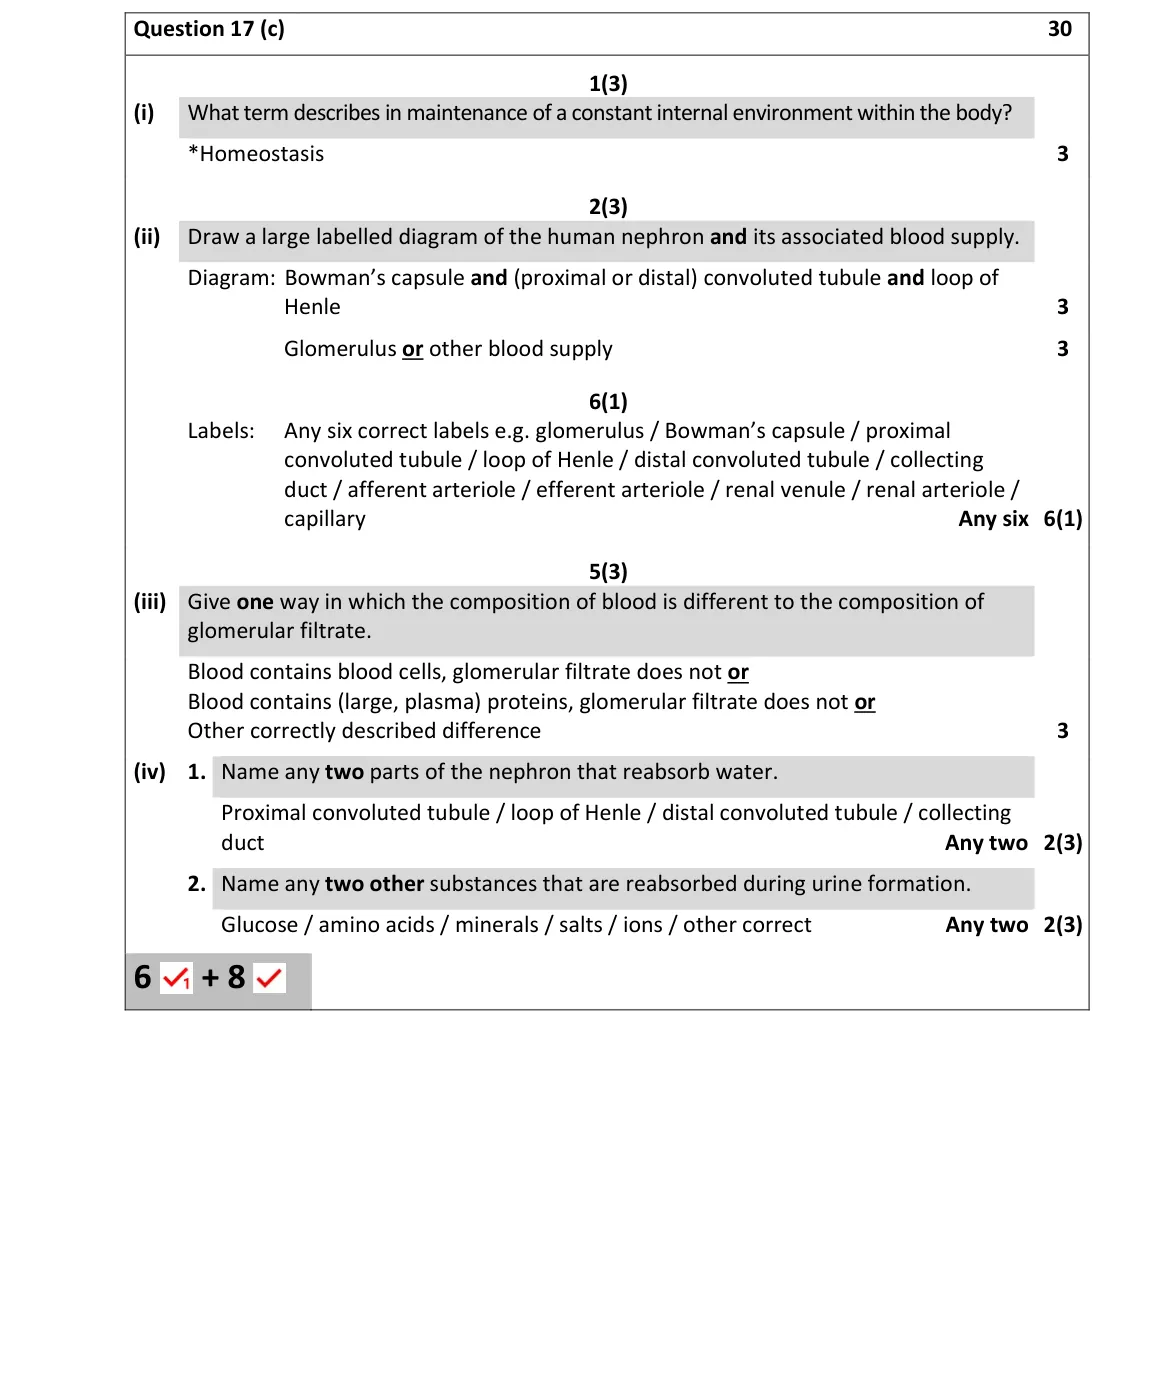 Question 17 (c) 30
1(3)
(i) What term describes in maintenance of a constant internal environment within the body?
*Homeostasis 3
2(3)
(ii) Draw a large labelled diagram of the human nephron and its associated blood supply.
Diagram: Bowman's capsule and (proximal or distal) convoluted tubule and loop of
Henle 3
Glomerulus or other blood supply 3
6(1)
Labels: Any six correct labels e.g. glomerulus / Bowman's capsule / proximal
convoluted tubule / loop of Henle / distal convoluted tubule / collecting
duct / afferent arteriole / efferent arteriole / renal venule / renal arteriole /
capillary Any six 6(1)
5(3)
(iii) Give one way in which the composition of blood is different to the composition of
glomerular filtrate.
Blood contains blood cells, glomerular filtrate does not or
Blood contains (large, plasma) proteins, glomerular filtrate does not or
Other correctly described difference 3
(iv) 1. Name any two parts of the nephron that reabsorb water.
Proximal convoluted tubule / loop of Henle / distal convoluted tubule / collecting
duct Any two 2(3)
2. Name any two other substances that are reabsorbed during urine formation.
Glucose / amino acids / minerals / salts / ions / other correct Any two 2(3)
6 ✓1 + 8 ✓